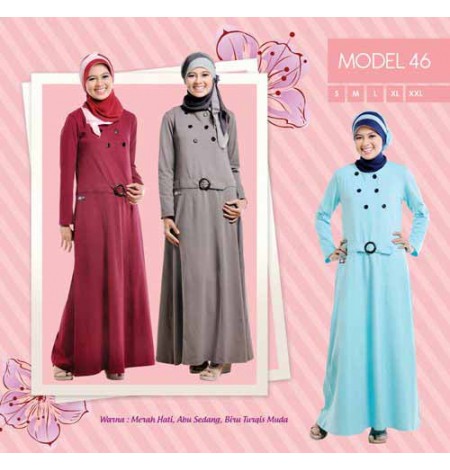 MODEL 46
S M L XL XXL
Warna : Merah Hati, Abu Sedang, Biru Turqis Muda